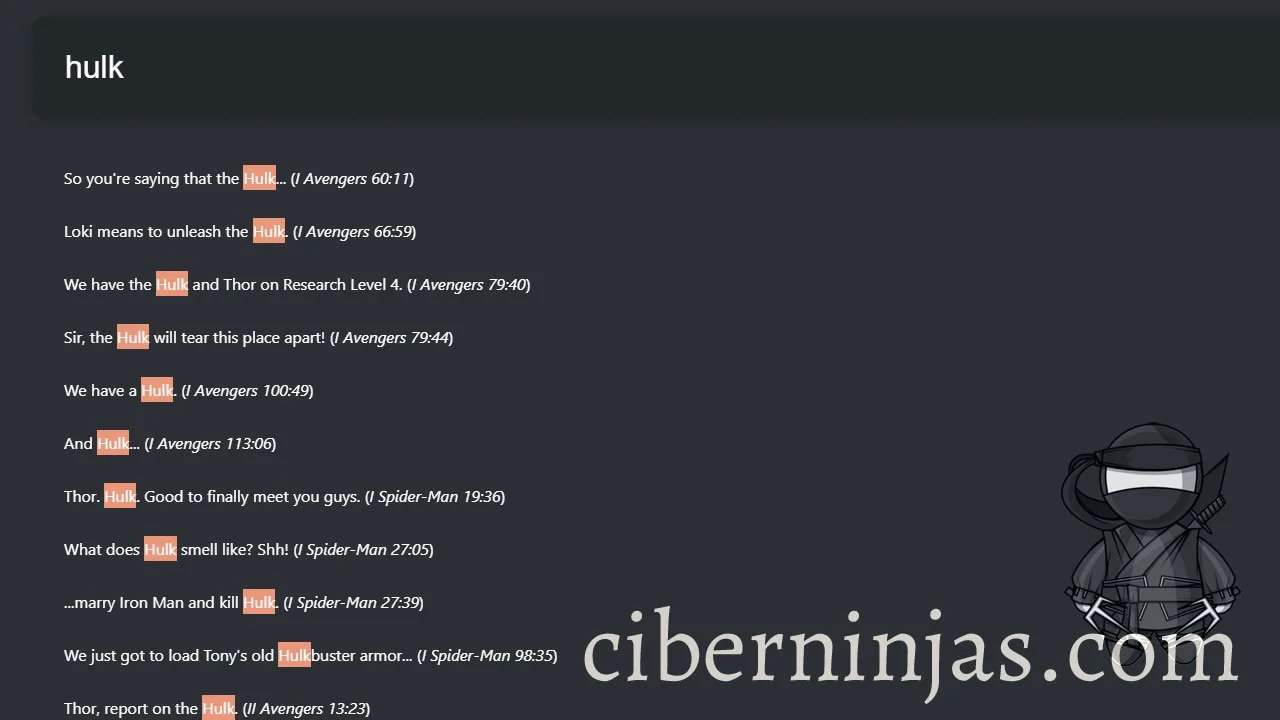 hulk
So you're saying that the Hulk... (I Avengers 60:11)
Loki means to unleash the Hulk. (I Avengers 66:59)
We have the Hulk and Thor on Research Level 4. (I Avengers 79:40)
Sir, the Hulk will tear this place apart! (I Avengers 79:44)
We have a Hulk. (I Avengers 100:49)
And Hulk... (I Avengers 113:06)
Thor. Hulk. Good to finally meet you guys. (I Spider-Man 19:36)
What does Hulk smell like? Shh! (I Spider-Man 27:05)
...marry Iron Man and kill Hulk. (I Spider-Man 27:39)
We just got to load Tony's old Hulkbuster armor... (I Spider-Man 98:35)
Thor, report on the Hulk. (II Avengers 13:23)
ciberninjas.com